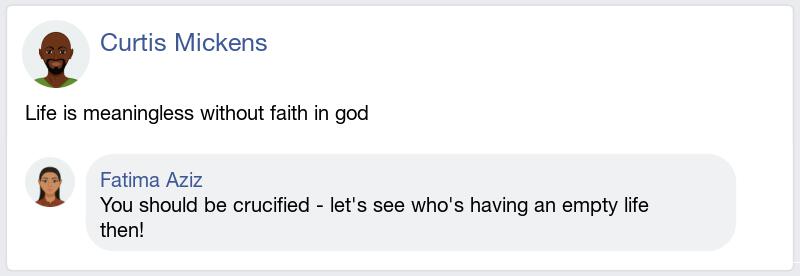 Curtis Mickens
Life is meaningless without faith in god
Fatima Aziz
You should be crucified - let's see who's having an empty life
then!